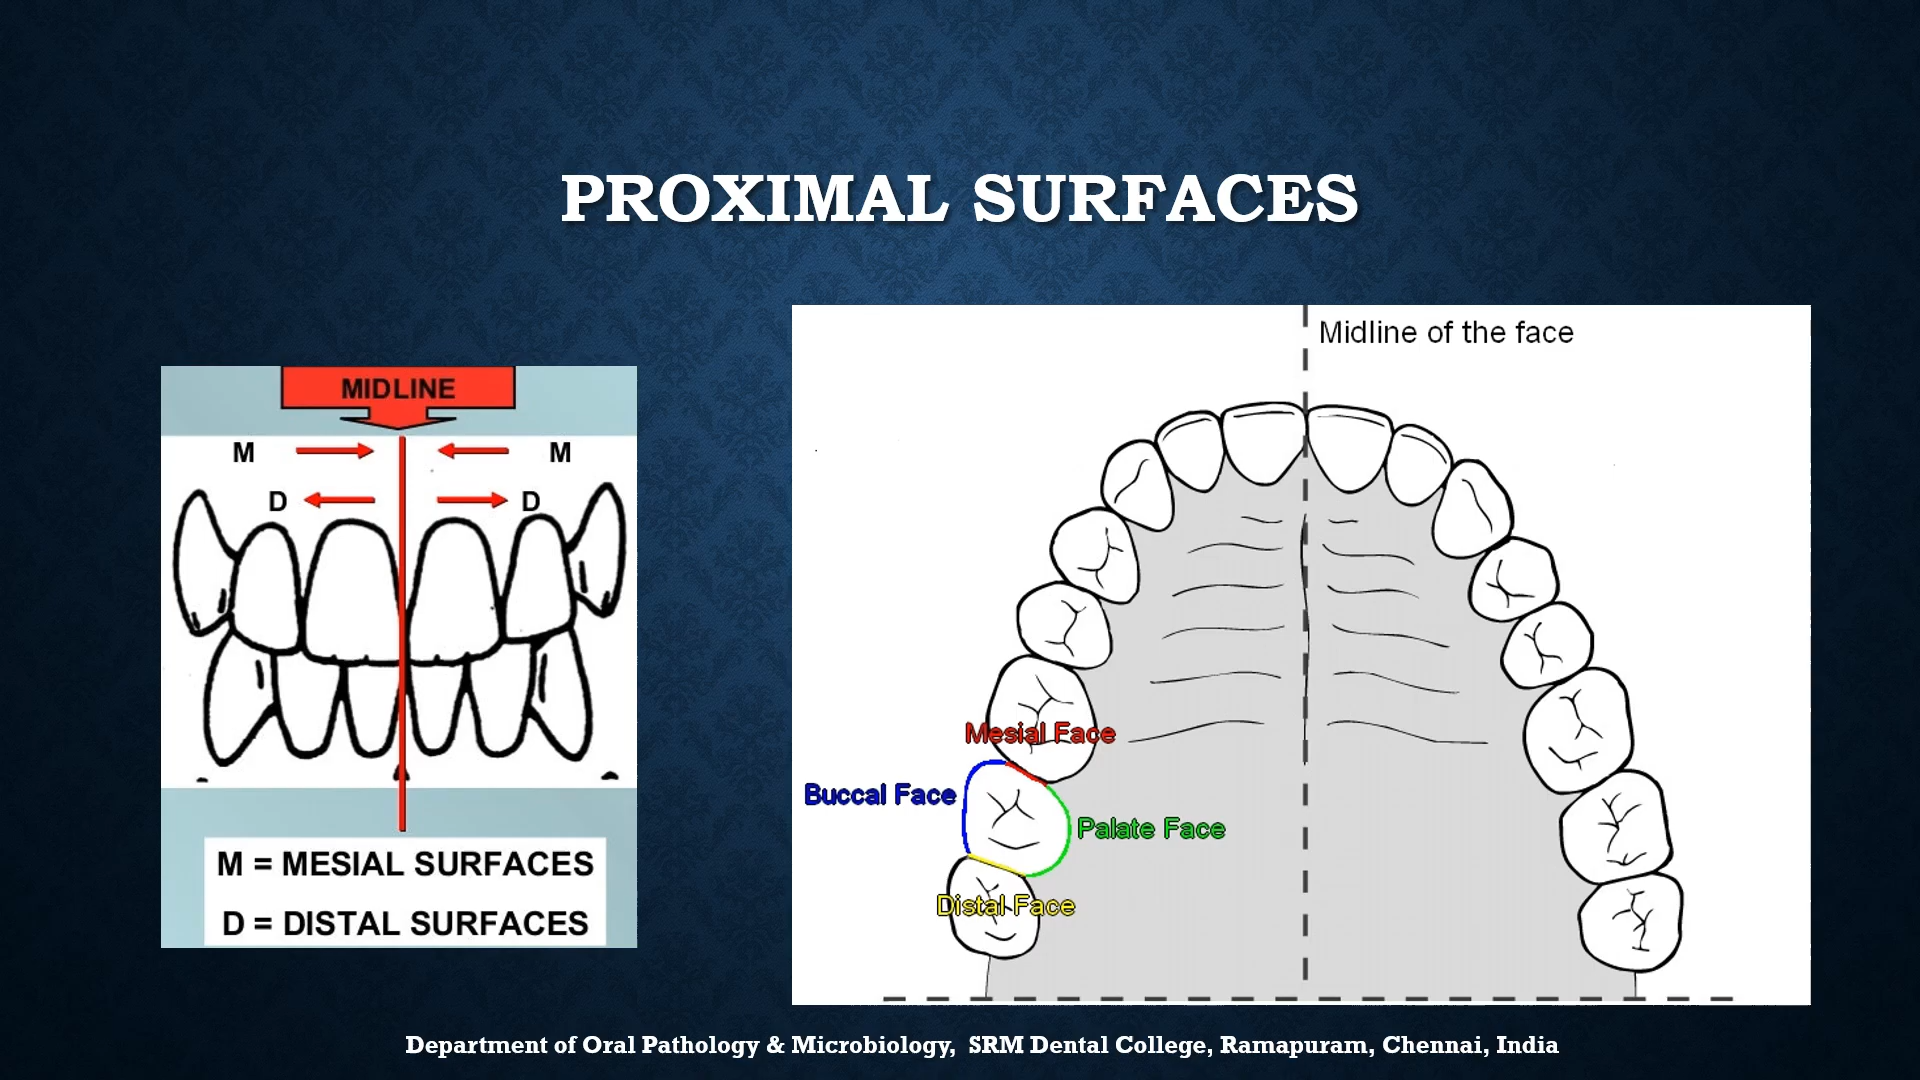 PROXIMAL SURFACES
MIDLINE
M M
D D
M = MESIAL SURFACES
D = DISTAL SURFACES
Midline of the face
Mesial Face
Buccal Face
Palate Face
Distal Face
Department of Oral Pathology & Microbiology, SRM Dental College, Ramapuram, Chennai, India